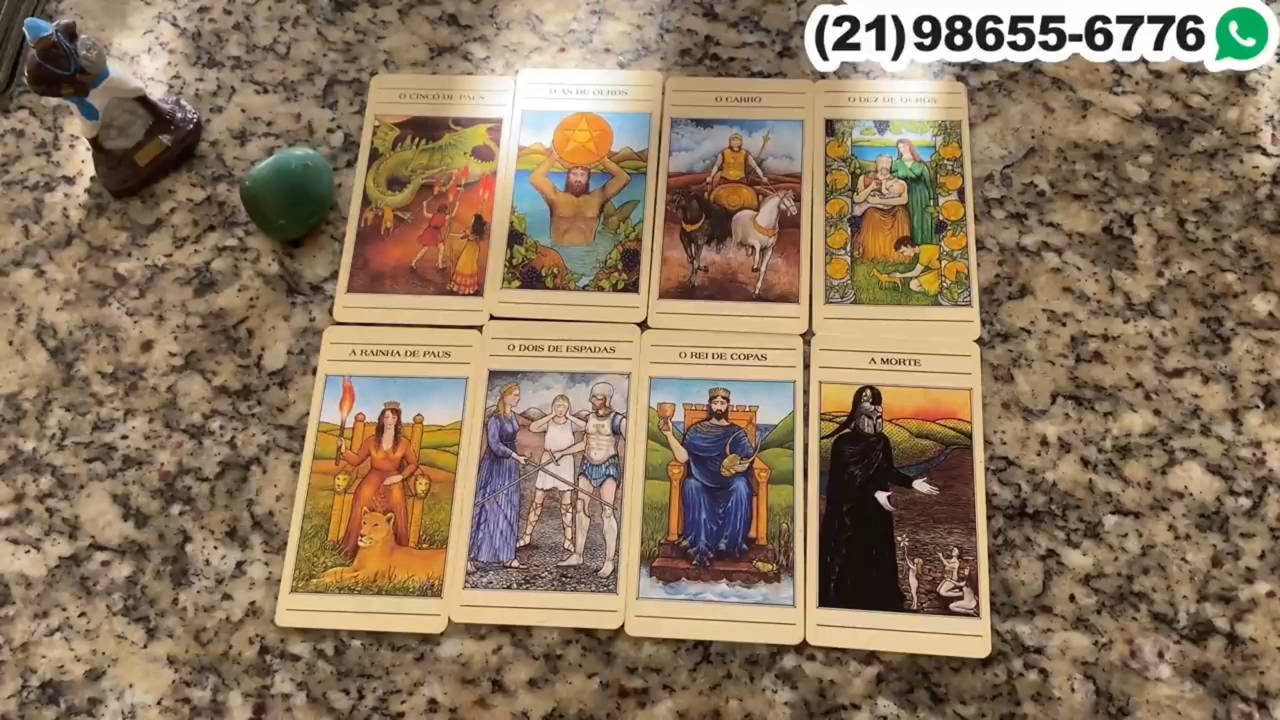 (21)98655-6776
O CINCO DE PAUS
O ÁS DE OUROS
O CARRO
O DEZ DE OUROS
A RAINHA DE PAUS
O DOIS DE ESPADAS
O REI DE COPAS
A MORTE